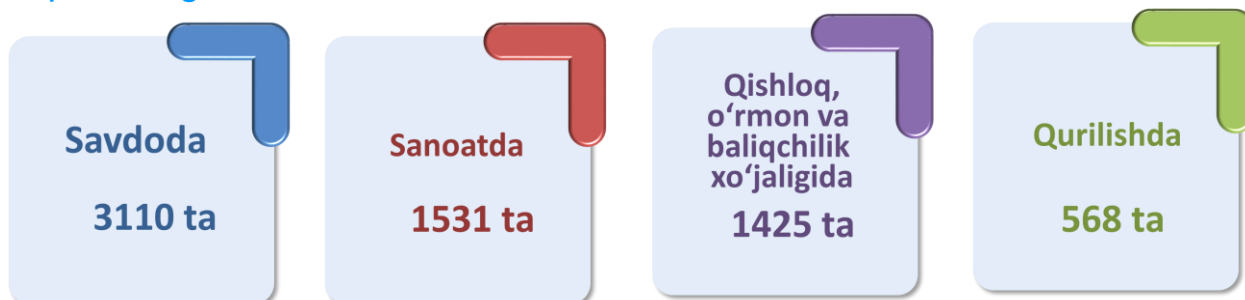 Savdoda
3110 ta
Sanoatda
1531 ta
Qishloq,
o‘rmon va
baliqchilik
xo‘jaligida
1425 ta
Qurilishda
568 ta